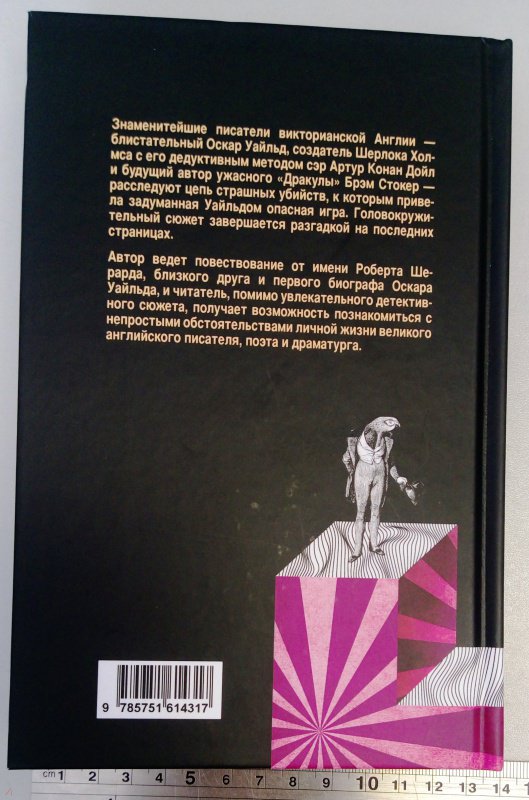 Знаменитейшие писатели викторианской Англии —
блистательный Оскар Уайльд, создатель Шерлока Хол-
мса с его дедуктивным методом сэр Артур Конан Дойл
и будущий автор ужасного «Дракулы» Брэм Стокер —
расследуют цепь страшных убийств, к которым приве-
ла задуманная Уайльдом опасная игра. Головокружи-
тельный сюжет завершается разгадкой на последних
страницах.
Автор ведет повествование от имени Роберта Ше-
рарда, близкого друга и первого биографа Оскара
Уайльда, и читатель, помимо увлекательного детектив-
ного сюжета, получает возможность познакомиться с
непростыми обстоятельствами личной жизни великого
английского писателя, поэта и драматурга.
9 785751 614317
cm 1 2 3 4 5 6 7 8 9 10 11 12 13 14